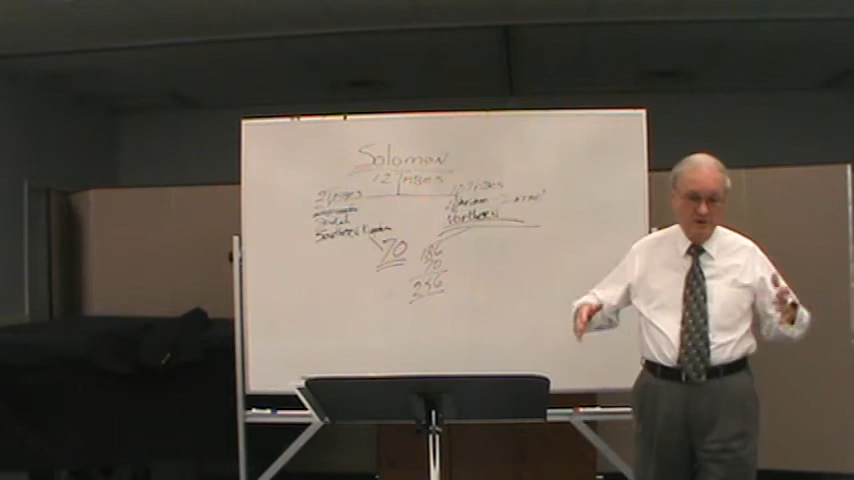 Solomon
12 Tribes
2 Tribes
10 Tribes
Judah
Northern
Southern Kingdom
70
186
70
256